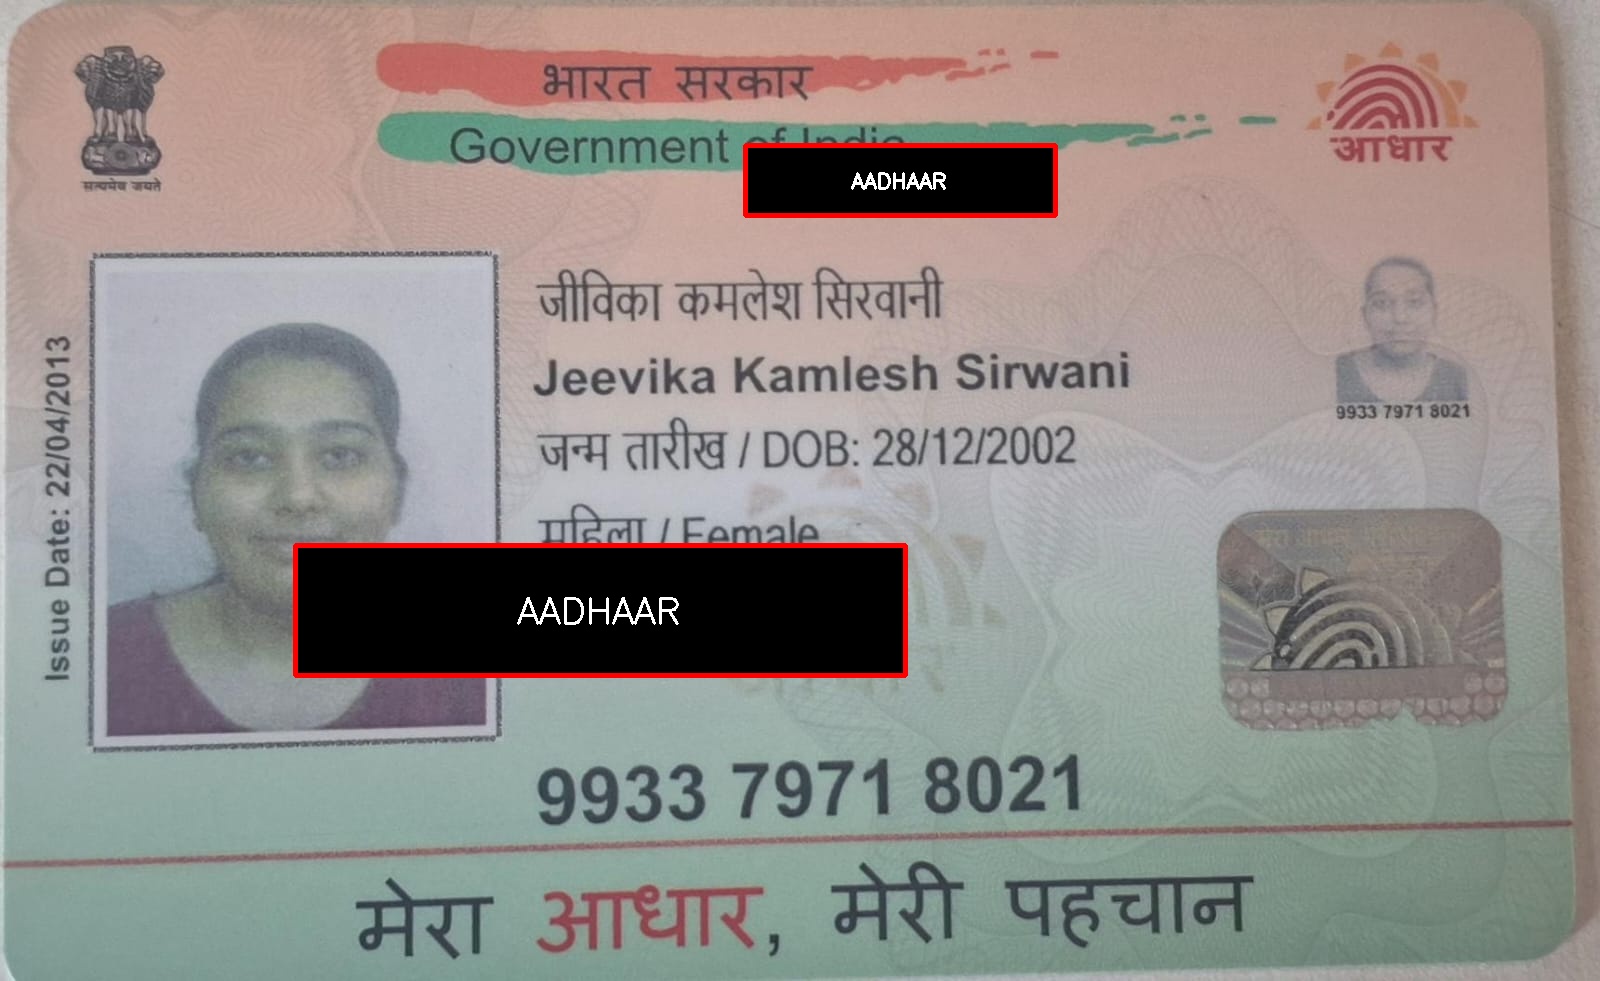 भारत सरकार
Government of India
आधार
सत्यमेव जयते
AADHAAR
Issue Date: 22/04/2013
जीविका कमलेश सिरवानी
Jeevika Kamlesh Sirwani
9933 7971 8021
जन्म तारीख / DOB: 28/12/2002
महिला / Female
AADHAAR
9933 7971 8021
मेरा आधार, मेरी पहचान